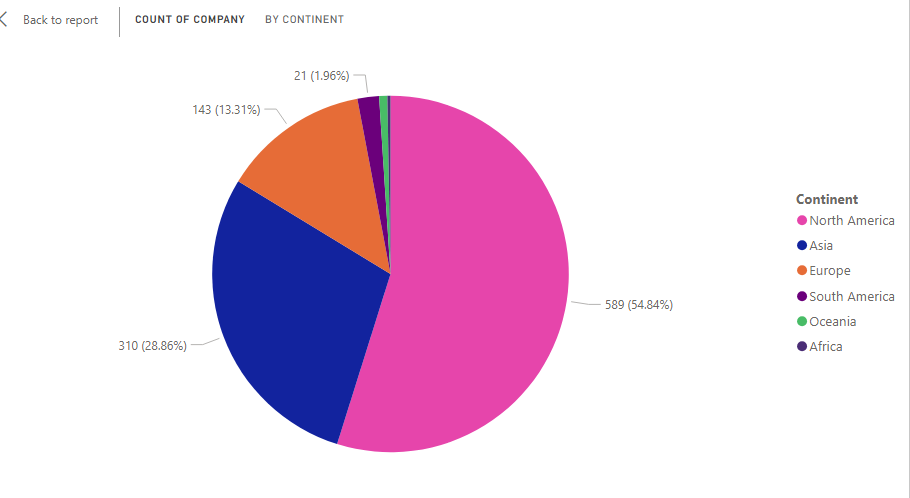 Back to report
COUNT OF COMPANY BY CONTINENT
21 (1.96%)
143 (13.31%)
589 (54.84%)
310 (28.86%)
Continent
North America
Asia
Europe
South America
Oceania
Africa